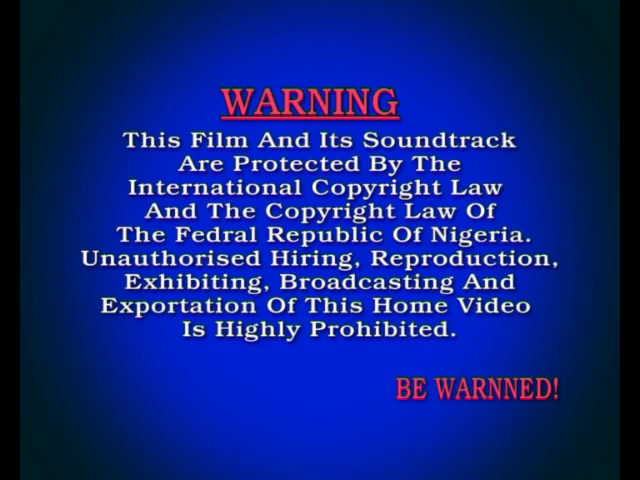 WARNING
This Film And Its Soundtrack
Are Protected By The
International Copyright Law
And The Copyright Law Of
The Fedral Republic Of Nigeria.
Unauthorised Hiring, Reproduction,
Exhibiting, Broadcasting And
Exportation Of This Home Video
Is Highly Prohibited.
BE WARNNED!